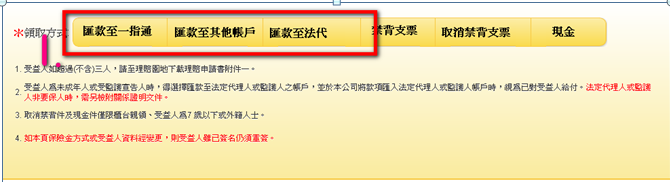 ※領取方式
匯款至一指通 匯款至其他帳戶 匯款至法代 禁背支票 取消禁背支票 現金
1.
1. 受益人如超過(不含)三人，請至理賠園地下載理賠申請書附件一。
2. 受益人為未成年人或受監護宣告人時，得選擇匯款至法定代理人或監護人之帳戶，並於本公司將款項匯入法定代理人或監護人帳戶時，視為已對受益人給付。法定代理人或監護
人非要保人時，需另檢附關係證明文件。
3. 取消禁背件及現金件僅限櫃台親領、受益人為7歲以下或外籍人士。
4. 如本頁保險金方式或受益人資料經變更，則受益人雖已簽名仍須重簽。